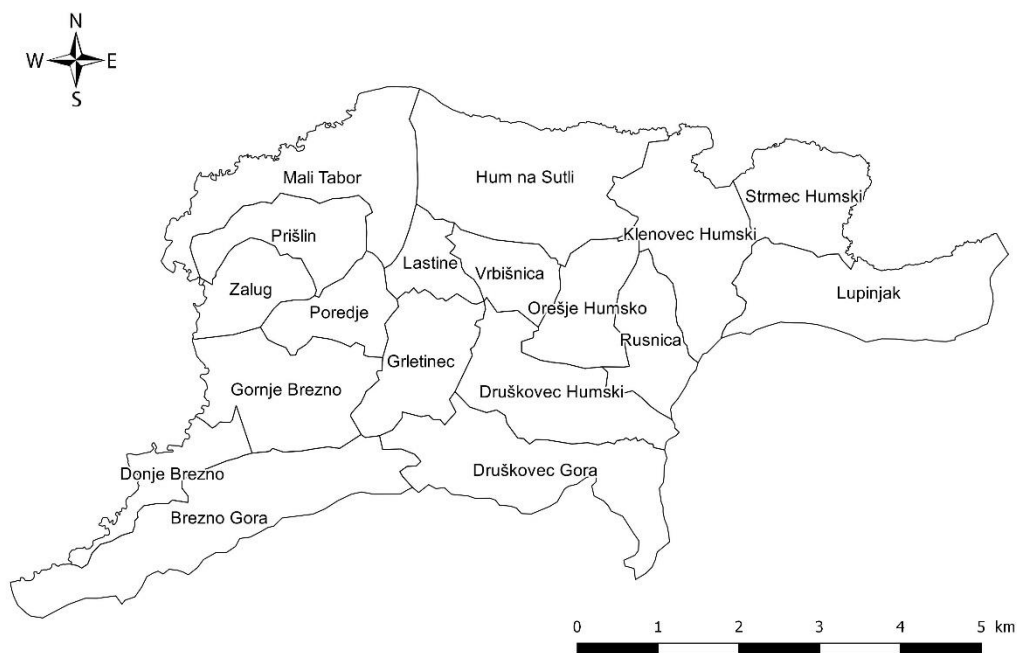 N
W E
S
Mali Tabor
Hum na Sutli
Strmec Humski
Prišlin
Klenovec Humski
Lastine
Vrbišnica
Zalug
Lupinjak
Poredje
Orešje Humsko
Rusnica
Grletinec
Gornje Brezno
Druškovec Humski
Donje Brezno
Druškovec Gora
Brezno Gora
0 1 2 3 4 5 km